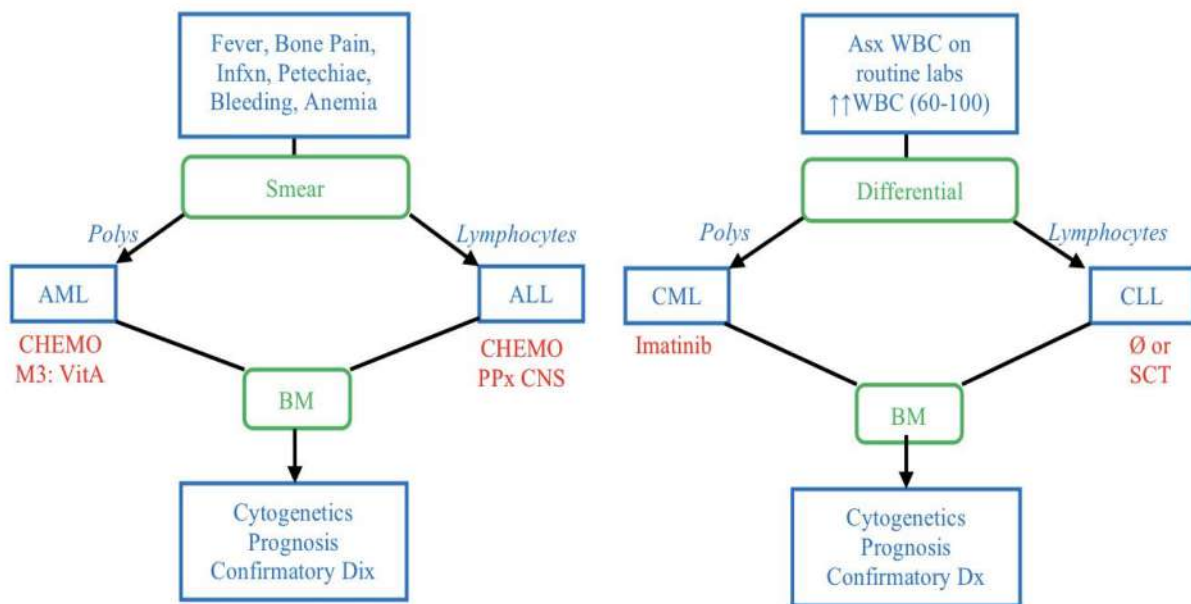 Fever, Bone Pain,
Infxn, Petechiae,
Bleeding, Anemia
Smear
Polys
Lymphocytes
AML
ALL
CHEMO
M3: VitA
CHEMO
PPx CNS
BM
Cytogenetics
Prognosis
Confirmatory Dix
Asx WBC on
routine labs
↑↑WBC (60-100)
Differential
Polys
Lymphocytes
CML
CLL
Imatinib
Ø or
SCT
BM
Cytogenetics
Prognosis
Confirmatory Dx